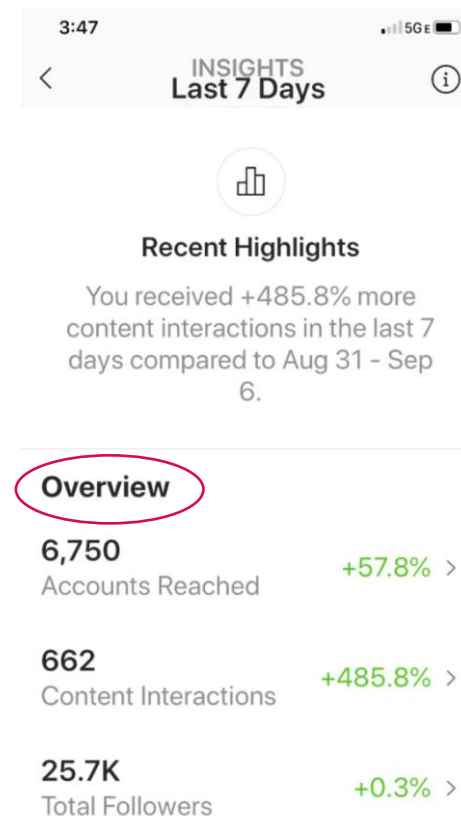 3:47 5G E
INSIGHTS
Last 7 Days
Recent Highlights
You received +485.8% more
content interactions in the last 7
days compared to Aug 31 - Sep
6.
Overview
6,750
Accounts Reached
+57.8%
662
Content Interactions
+485.8%
25.7K
Total Followers
+0.3%